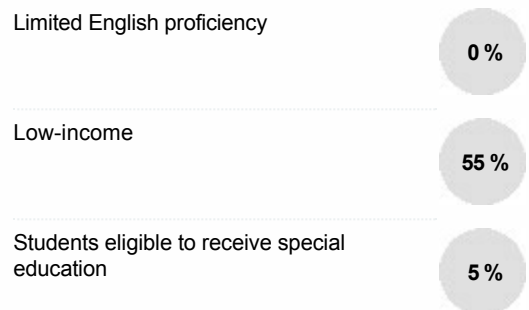 Limited English proficiency
0 %
Low-income
55 %
Students eligible to receive special
education
5 %